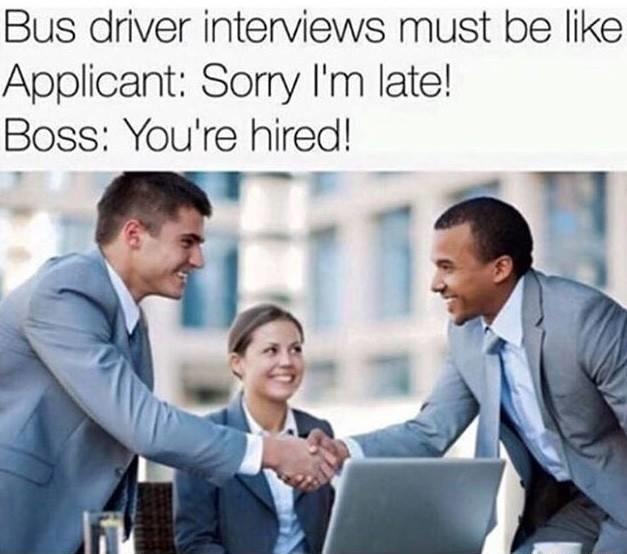 Bus driver interviews must be like
Applicant: Sorry I'm late!
Boss: You're hired!